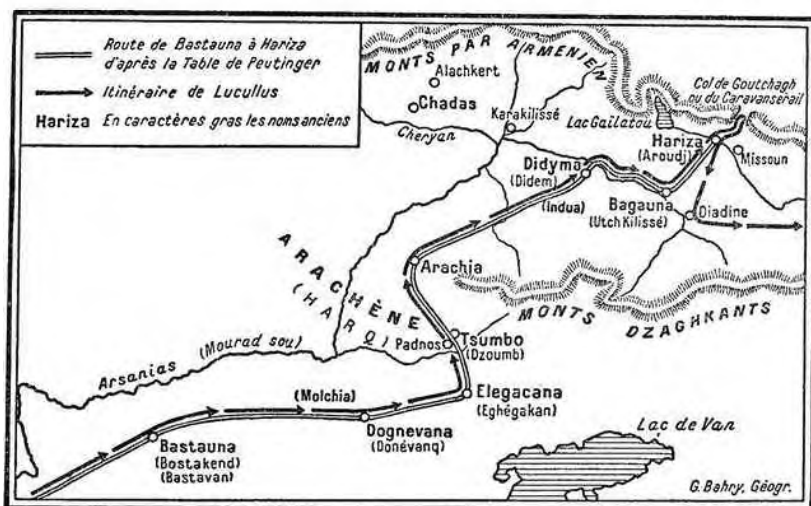 Route de Bastauna à Hariza
d'après la Table de Peutinger
Itinéraire de Lucullus
Hariza En caractères gras les noms anciens
MONTS PAR ARMENIEN
Alachkert
Chadas
Cheryan
Karakilissé
Lac Gaïlatou
Col de Goutchagh
ou du Caravansérail
Hariza
(Aroudj)
Missoun
Didyma
(Didem)
(Indua)
Bagauna
(Utch Kilissé)
Diadine
ARACHÈNE
(HARQ)
Arachia
MONTS DZAGHKANTS
Padnos
Tsumbo
(Dzoumb)
Arsanias (Mourad sou)
(Molchia)
Elegacana
(Eghégakan)
Dognevana
(Donévanq)
Bastauna
(Bostakend)
(Bastavan)
Lac de Van
G. Bahry, Géogr.